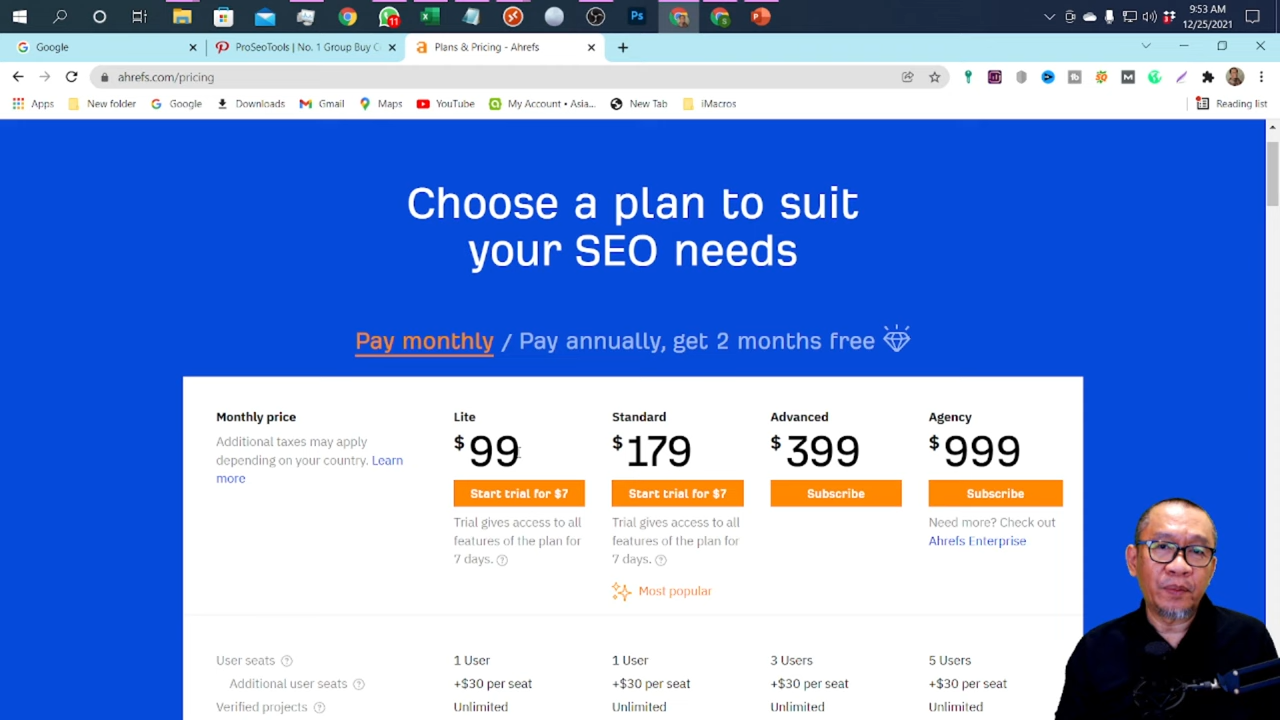 9:53 AM
12/25/2021
11
Ps
Google
ProSeoTools | No. 1 Group Buy
Plans & Pricing - Ahrefs
ahrefs.com/pricing
Apps
New folder
Google
Downloads
Gmail
Maps
YouTube
My Account • Asia...
New Tab
iMacros
Reading list
Choose a plan to suit
your SEO needs
Pay monthly / Pay annually, get 2 months free
Monthly price
Additional taxes may apply
depending on your country. Learn
more
Lite
$99
Start trial for $7
Trial gives access to all
features of the plan for
7 days.
Standard
$179
Start trial for $7
Trial gives access to all
features of the plan for
7 days.
Most popular
Advanced
$399
Subscribe
Agency
$999
Subscribe
Need more? Check out
Ahrefs Enterprise
User seats 1 User 1 User 3 Users 5 Users
Additional user seats +$30 per seat +$30 per seat +$30 per seat +$30 per seat
Verified projects Unlimited Unlimited Unlimited Unlimited